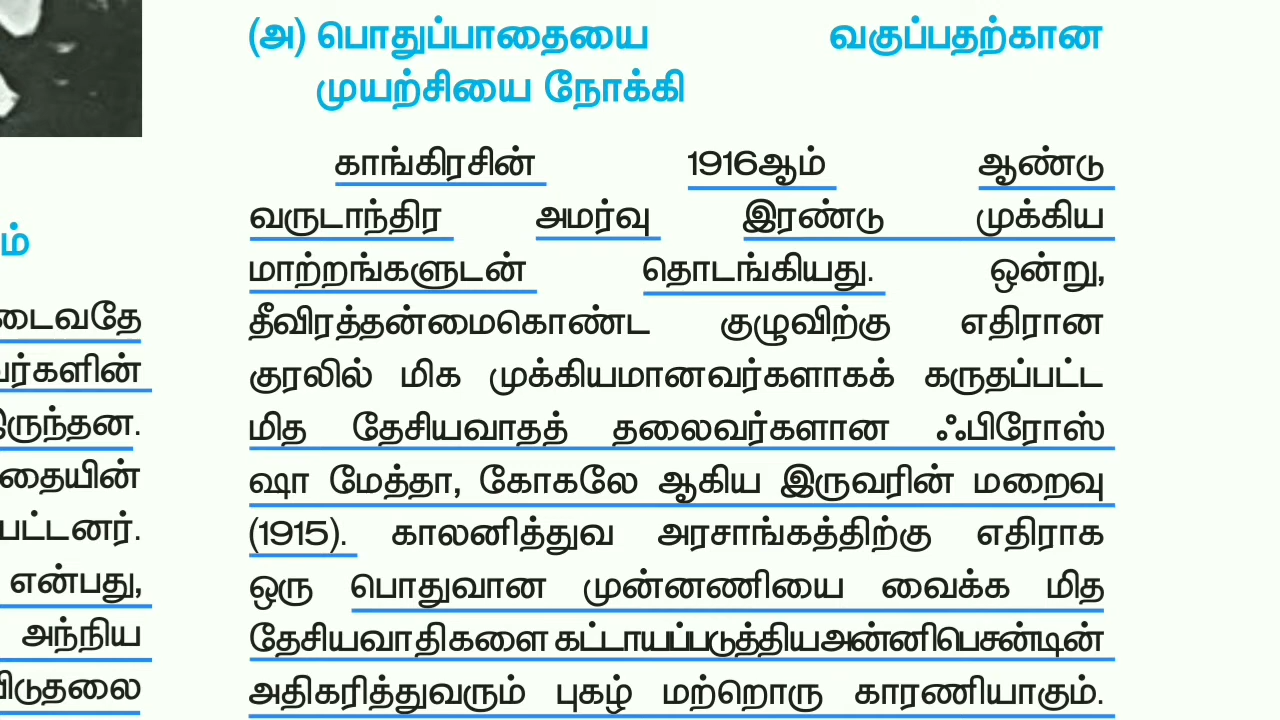 ம்
டைவதே
வர்களின்
இருந்தன.
தையின்
பட்டனர்.
என்பது,
அந்நிய
விடுதலை
(அ) பொதுப்பாதையை வகுப்பதற்கான
முயற்சியை நோக்கி
காங்கிரசின் 1916ஆம் ஆண்டு
வருடாந்திர அமர்வு இரண்டு முக்கிய
மாற்றங்களுடன் தொடங்கியது. ஒன்று,
தீவிரத்தன்மைகொண்ட குழுவிற்கு எதிரான
குரலில் மிக முக்கியமானவர்களாகக் கருதப்பட்ட
மித தேசியவாதத் தலைவர்களான ஃபிரோஸ்
ஷா மேத்தா, கோகலே ஆகிய இருவரின் மறைவு
(1915). காலனித்துவ அரசாங்கத்திற்கு எதிராக
ஒரு பொதுவான முன்னணியை வைக்க மித
தேசியவாதிகளை கட்டாயப்படுத்திய அன்னிபெசன்டின்
அதிகரித்துவரும் புகழ் மற்றொரு காரணியாகும்.